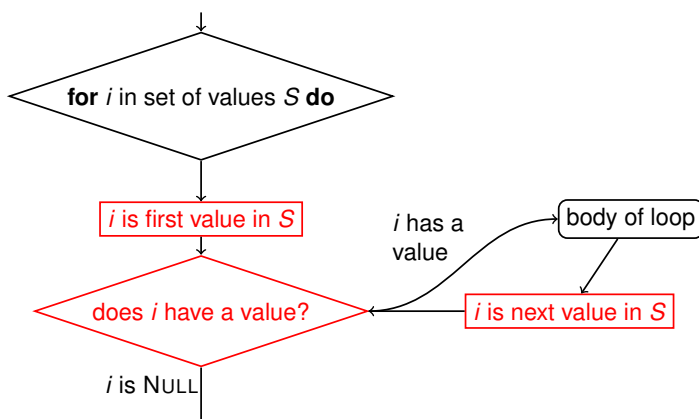 for i in set of values S do
i is first value in S
i has a
value
body of loop
does i have a value?
i is next value in S
i is NULL